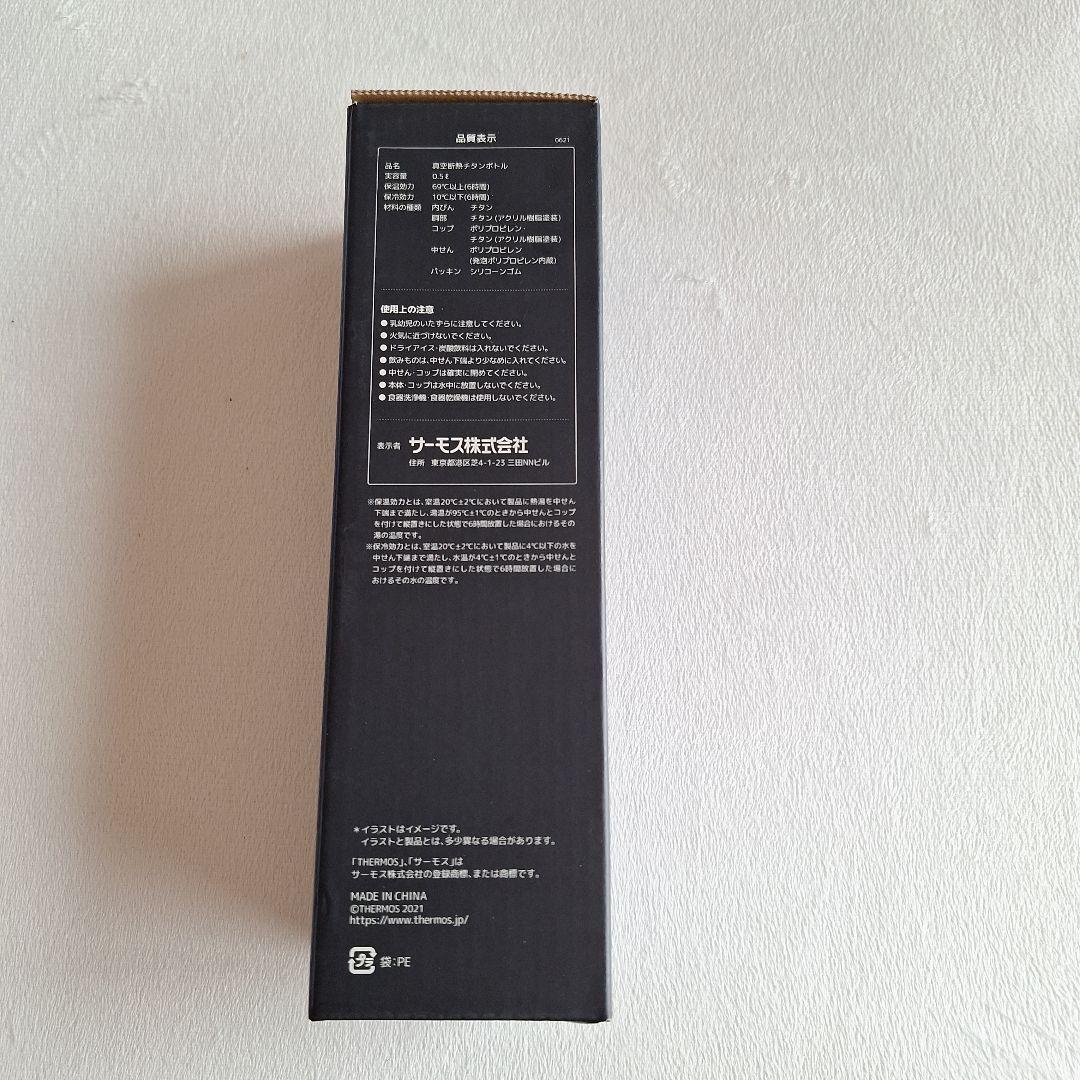 品質表示
0621
品名 真空断熱チタンボトル
実容量 0.5ℓ
保温効力 69℃以上(6時間)
保冷効力 10℃以下(6時間)
材料の種類 内びん チタン
胴部 チタン(アクリル樹脂塗装)
コップ ポリプロピレン・
チタン(アクリル樹脂塗装)
中せん ポリプロピレン
(発泡ポリプロピレン内蔵)
パッキン シリコーンゴム
使用上の注意
●乳幼児のいたずらに注意してください。
●火気に近づけないでください。
●ドライアイス・炭酸飲料は入れないでください。
●飲みものは、中せん下端より少なめに入れてください。
●中せん・コップは確実に閉めてください。
●本体・コップは水中に放置しないでください。
●食器洗浄機・食器乾燥機は使用しないでください。
表示者 サーモス株式会社
住所 東京都港区芝4-1-23 三田NNビル
※保温効力とは、室温20℃±2℃において製品に熱湯を中せん
下端まで満たし、湯温が95℃±1℃のときから中せんとコップ
を付けて縦置きにした状態で6時間放置した場合におけるその
湯の温度です。
※保冷効力とは、室温20℃±2℃において製品に4℃以下の水を
中せん下端まで満たし、水温が4℃±1℃のときから中せんと
コップを付けて縦置きにした状態で6時間放置した場合に
おけるその水の温度です。
＊イラストはイメージです。
イラストと製品とは、多少異なる場合があります。
「THERMOS」、「サーモス」は
サーモス株式会社の登録商標、または商標です。
MADE IN CHINA
©THERMOS 2021
https://www.thermos.jp/
プラ 袋：PE